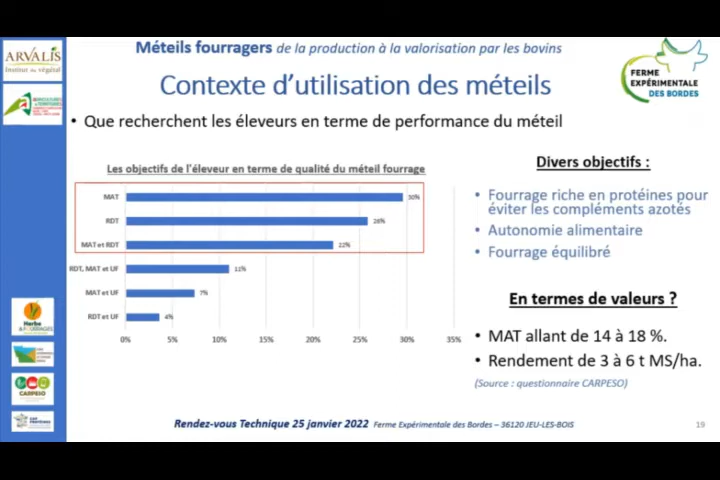 Méteils fourragers de la production à la valorisation par les bovins
ARVALIS
Institut du végétal
Contexte d'utilisation des méteils
FERME
EXPÉRIMENTALE
DES BORDES
• Que recherchent les éleveurs en terme de performance du méteil
Les objectifs de l'éleveur en terme de qualité du méteil fourrage
MAT 30%
RDT 26%
MAT et RDT 22%
RDT, MAT et UF 11%
MAT et UF 7%
RDT et UF 4%
0% 5% 10% 15% 20% 25% 30% 35%
Divers objectifs :
• Fourrage riche en protéines pour
éviter les compléments azotés
• Autonomie alimentaire
• Fourrage équilibré
En termes de valeurs ?
• MAT allant de 14 à 18 %.
• Rendement de 3 à 6 t MS/ha.
(Source : questionnaire CARPESO)
Herbe
& FOURRAGES
CARPESO
Rendez-vous Technique 25 janvier 2022 Ferme Expérimentale des Bordes – 36120 JEU-LES-BOIS
19